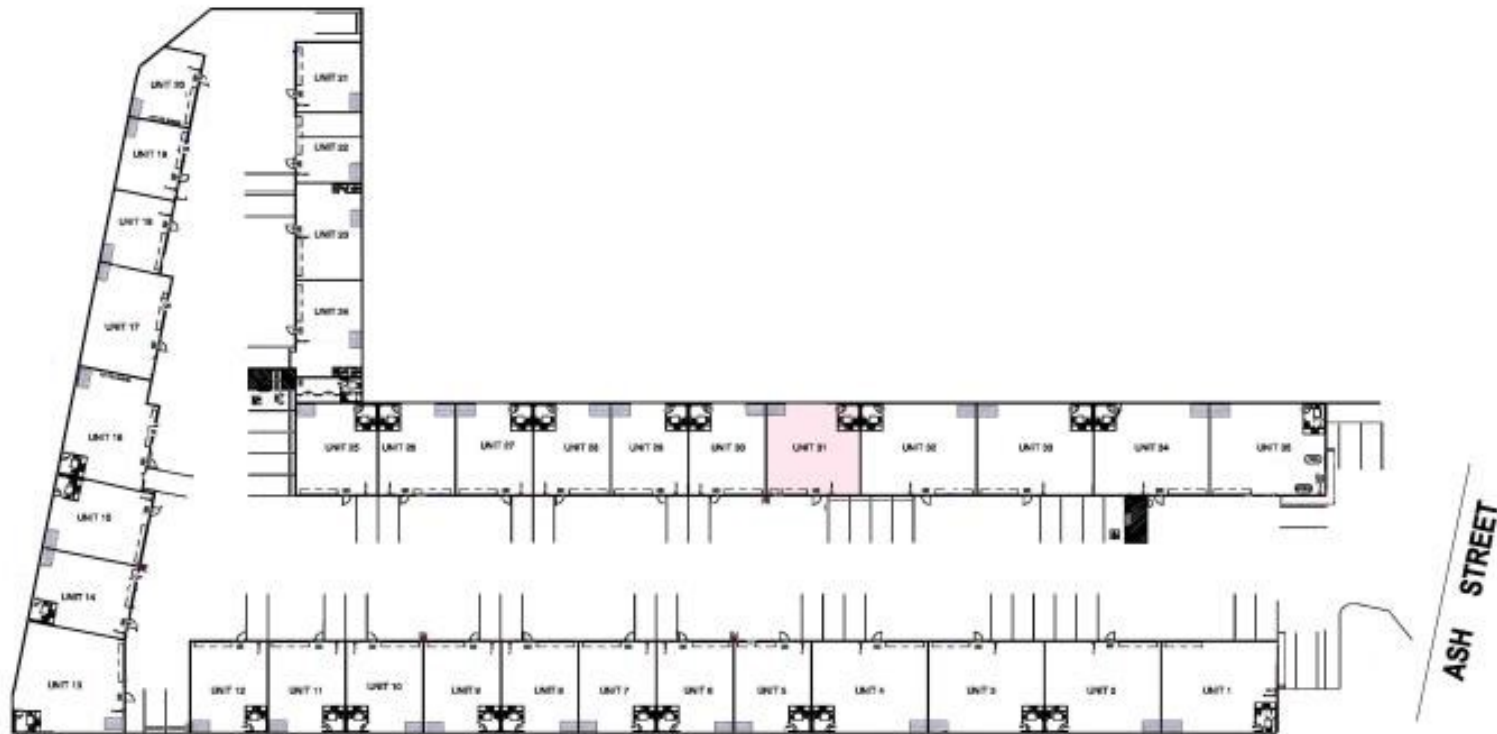 UNIT 20
UNIT 21
UNIT 19
UNIT 22
UNIT 18
UNIT 23
UNIT 17
UNIT 24
UNIT 16
UNIT 25
UNIT 26
UNIT 27
UNIT 28
UNIT 29
UNIT 30
UNIT 31
UNIT 32
UNIT 33
UNIT 34
UNIT 35
UNIT 15
UNIT 14
UNIT 13
UNIT 12
UNIT 11
UNIT 10
UNIT 9
UNIT 8
UNIT 7
UNIT 6
UNIT 5
UNIT 4
UNIT 3
UNIT 2
UNIT 1
ASH STREET